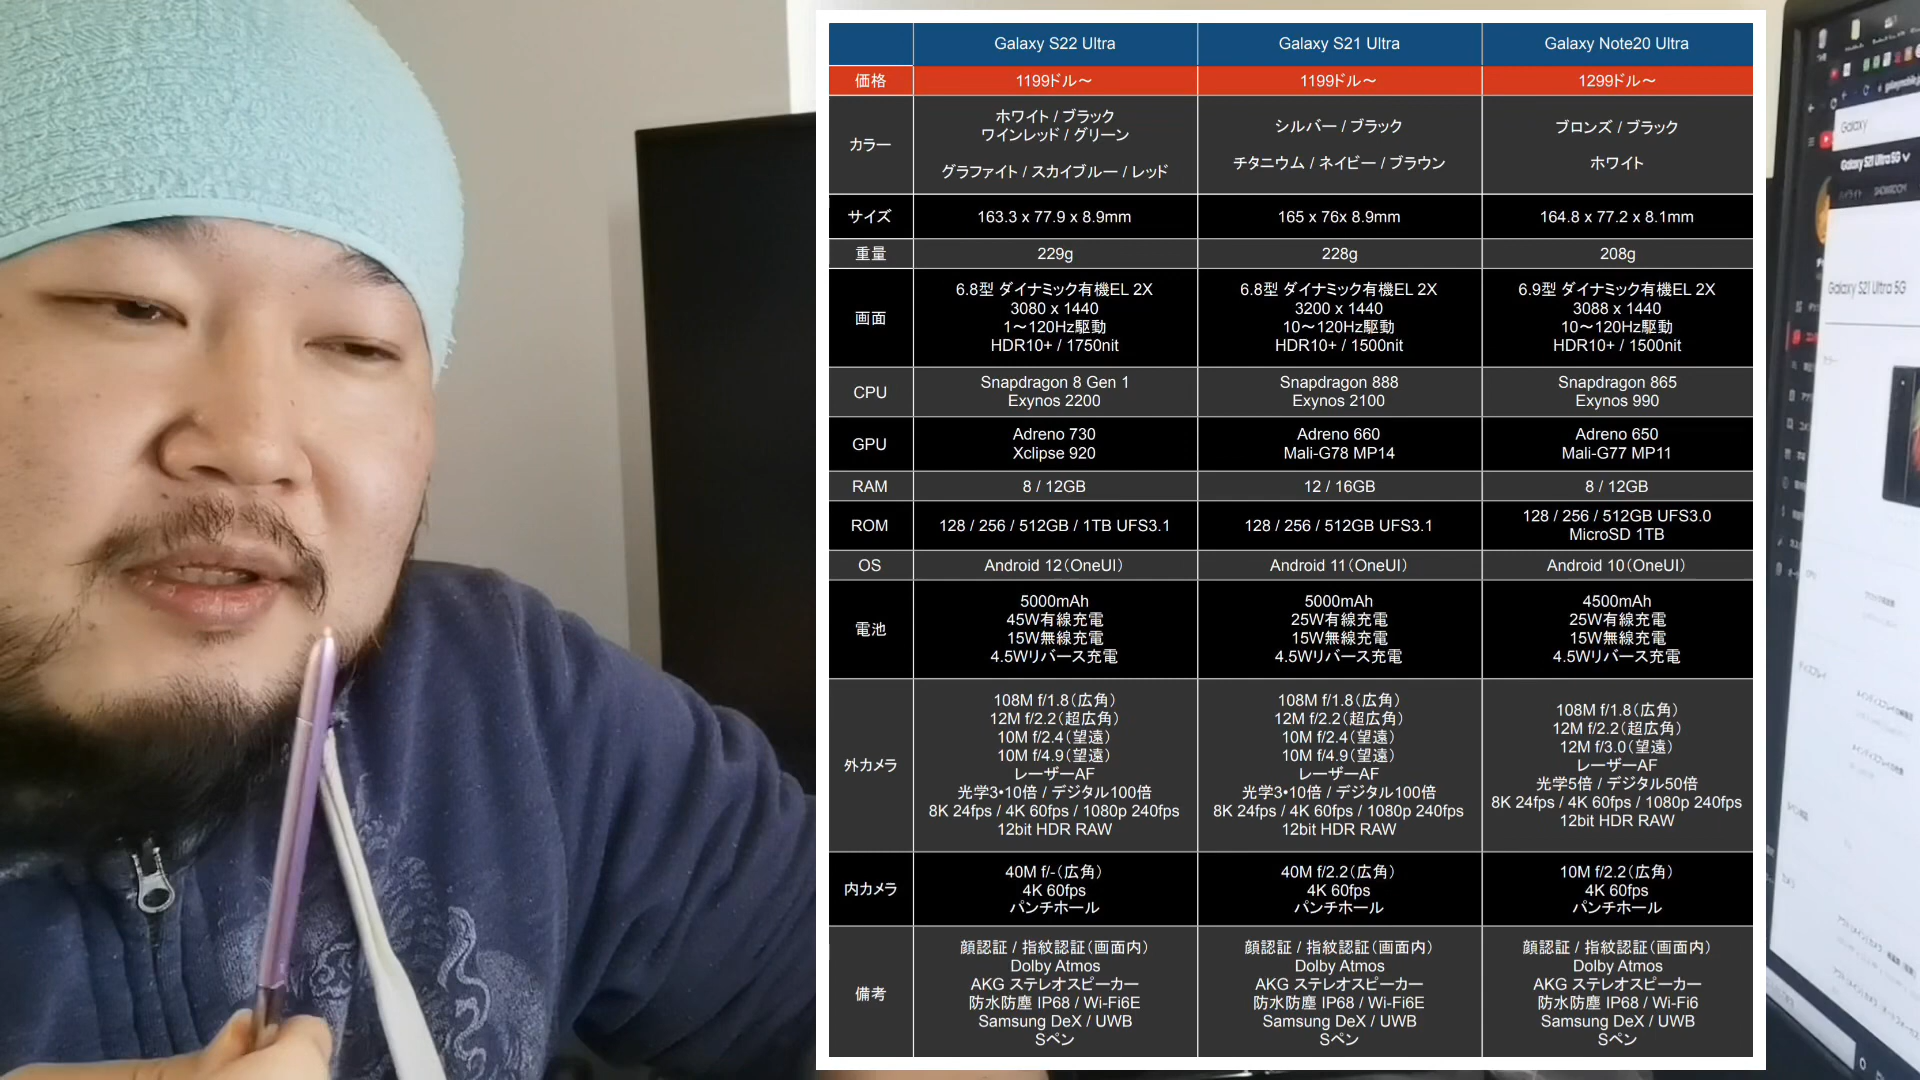 Galaxy S22 Ultra
Galaxy S21 Ultra
Galaxy Note20 Ultra
価格
1199ドル～
1199ドル～
1299ドル～
カラー
ホワイト / ブラック
ワインレッド / グリーン
グラファイト / スカイブルー / レッド
シルバー / ブラック
チタニウム / ネイビー / ブラウン
ブロンズ / ブラック
ホワイト
サイズ
163.3 x 77.9 x 8.9mm
165 x 76x 8.9mm
164.8 x 77.2 x 8.1mm
重量
229g
228g
208g
画面
6.8型 ダイナミック有機EL 2X
3080 x 1440
1～120Hz駆動
HDR10+ / 1750nit
6.8型 ダイナミック有機EL 2X
3200 x 1440
10～120Hz駆動
HDR10+ / 1500nit
6.9型 ダイナミック有機EL 2X
3088 x 1440
10～120Hz駆動
HDR10+ / 1500nit
CPU
Snapdragon 8 Gen 1
Exynos 2200
Snapdragon 888
Exynos 2100
Snapdragon 865
Exynos 990
GPU
Adreno 730
Xclipse 920
Adreno 660
Mali-G78 MP14
Adreno 650
Mali-G77 MP11
RAM
8 / 12GB
12 / 16GB
8 / 12GB
ROM
128 / 256 / 512GB / 1TB UFS3.1
128 / 256 / 512GB UFS3.1
128 / 256 / 512GB UFS3.0
MicroSD 1TB
OS
Android 12（OneUI）
Android 11（OneUI）
Android 10（OneUI）
電池
5000mAh
45W有線充電
15W無線充電
4.5Wリバース充電
5000mAh
25W有線充電
15W無線充電
4.5Wリバース充電
4500mAh
25W有線充電
15W無線充電
4.5Wリバース充電
外カメラ
108M f/1.8（広角）
12M f/2.2（超広角）
10M f/2.4（望遠）
10M f/4.9（望遠）
レーザーAF
光学3•10倍 / デジタル100倍
8K 24fps / 4K 60fps / 1080p 240fps
12bit HDR RAW
108M f/1.8（広角）
12M f/2.2（超広角）
10M f/2.4（望遠）
10M f/4.9（望遠）
レーザーAF
光学3•10倍 / デジタル100倍
8K 24fps / 4K 60fps / 1080p 240fps
12bit HDR RAW
108M f/1.8（広角）
12M f/2.2（超広角）
12M f/3.0（望遠）
レーザーAF
光学5倍 / デジタル50倍
8K 24fps / 4K 60fps / 1080p 240fps
12bit HDR RAW
内カメラ
40M f/-（広角）
4K 60fps
パンチホール
40M f/2.2（広角）
4K 60fps
パンチホール
10M f/2.2（広角）
4K 60fps
パンチホール
備考
顔認証 / 指紋認証（画面内）
Dolby Atmos
AKG ステレオスピーカー
防水防塵 IP68 / Wi-Fi6E
Samsung DeX / UWB
Sペン
顔認証 / 指紋認証（画面内）
Dolby Atmos
AKG ステレオスピーカー
防水防塵 IP68 / Wi-Fi6E
Samsung DeX / UWB
Sペン
顔認証 / 指紋認証（画面内）
Dolby Atmos
AKG ステレオスピーカー
防水防塵 IP68 / Wi-Fi6
Samsung DeX / UWB
Sペン
Galaxy
Galaxy S21 Ultra 5G
Galaxy S21 Ultra 5G